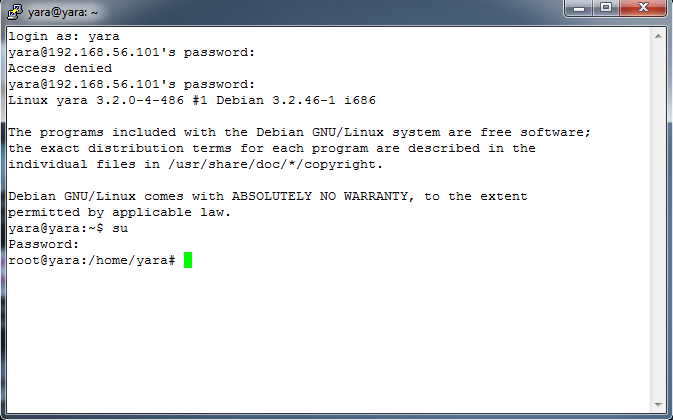 yara@yara: ~
login as: yara
yara@192.168.56.101's password:
Access denied
yara@192.168.56.101's password:
Linux yara 3.2.0-4-486 #1 Debian 3.2.46-1 i686
The programs included with the Debian GNU/Linux system are free software;
the exact distribution terms for each program are described in the
individual files in /usr/share/doc/*/copyright.
Debian GNU/Linux comes with ABSOLUTELY NO WARRANTY, to the extent
permitted by applicable law.
yara@yara:~$ su
Password:
root@yara:/home/yara#